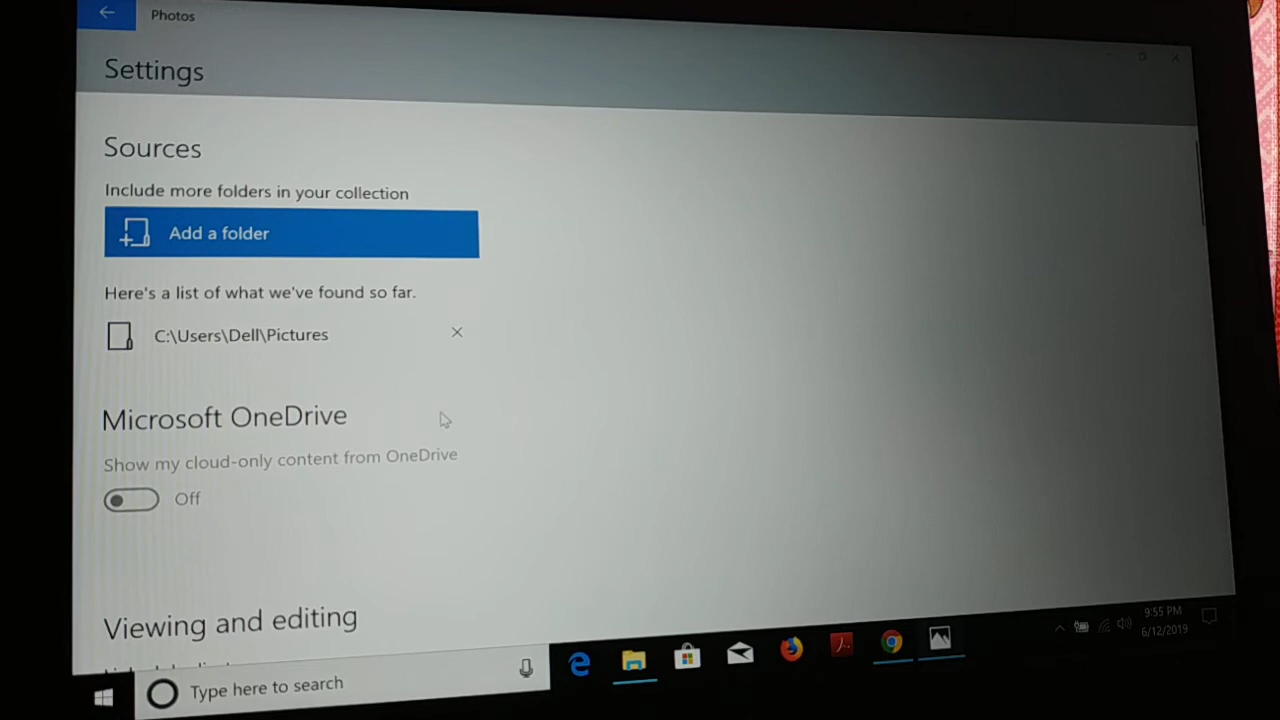 Photos
Settings
Sources
Include more folders in your collection
Add a folder
Here's a list of what we've found so far.
C:\Users\Dell\Pictures
Microsoft OneDrive
Show my cloud-only content from OneDrive
Off
Viewing and editing
Type here to search
9:55 PM
6/12/2019